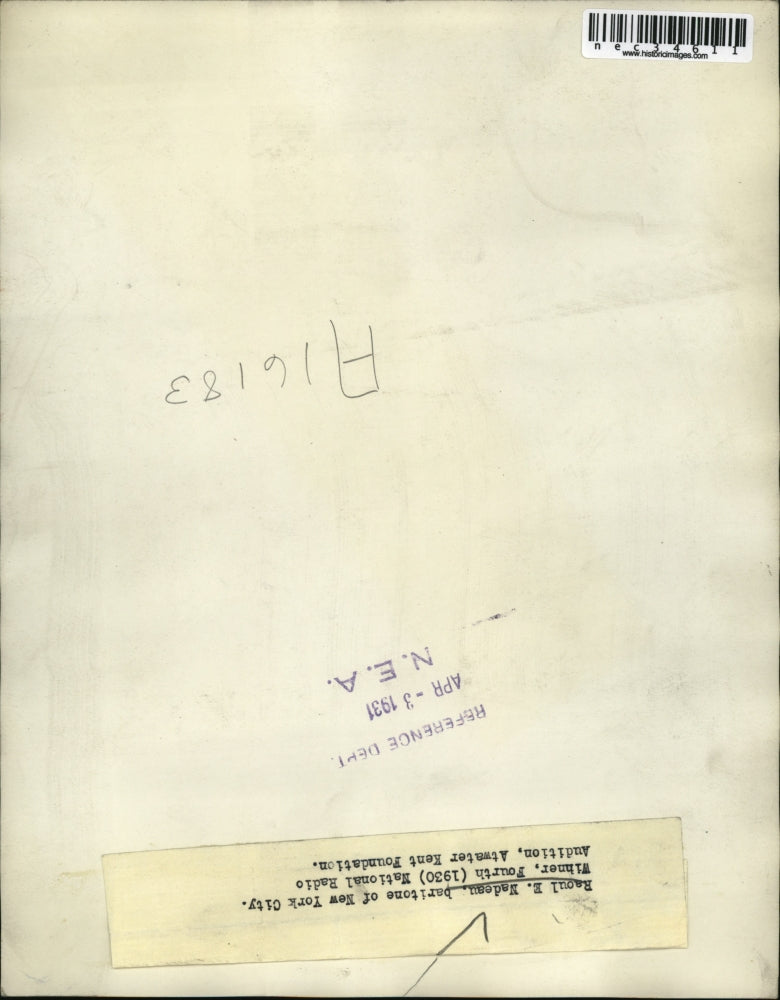 nec34611
www.historicimages.com
A16183
REFERENCE DEPT.
APR - 3 1931
N.E.A.
Raoul E. Nadeau, baritone of New York City.
Winner, Fourth (1930) National Radio
Audition, Atwater Kent Foundation.